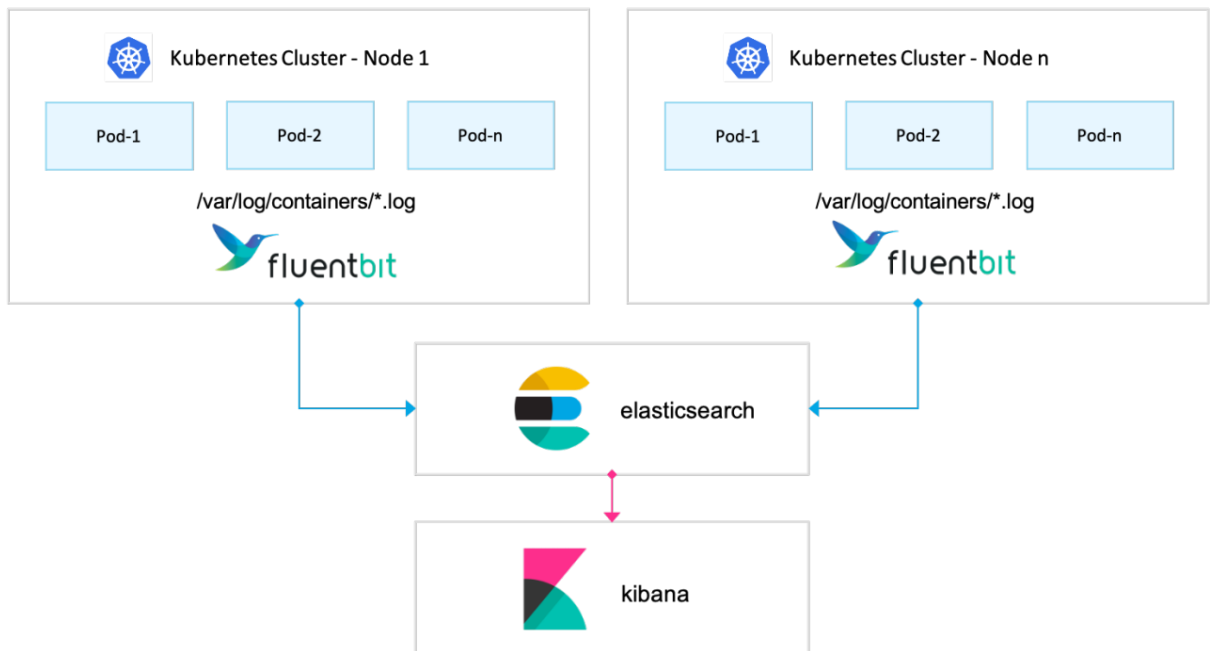 Kubernetes Cluster - Node 1
Pod-1
Pod-2
Pod-n
/var/log/containers/*.log
fluentbit
Kubernetes Cluster - Node n
Pod-1
Pod-2
Pod-n
/var/log/containers/*.log
fluentbit
elasticsearch
kibana